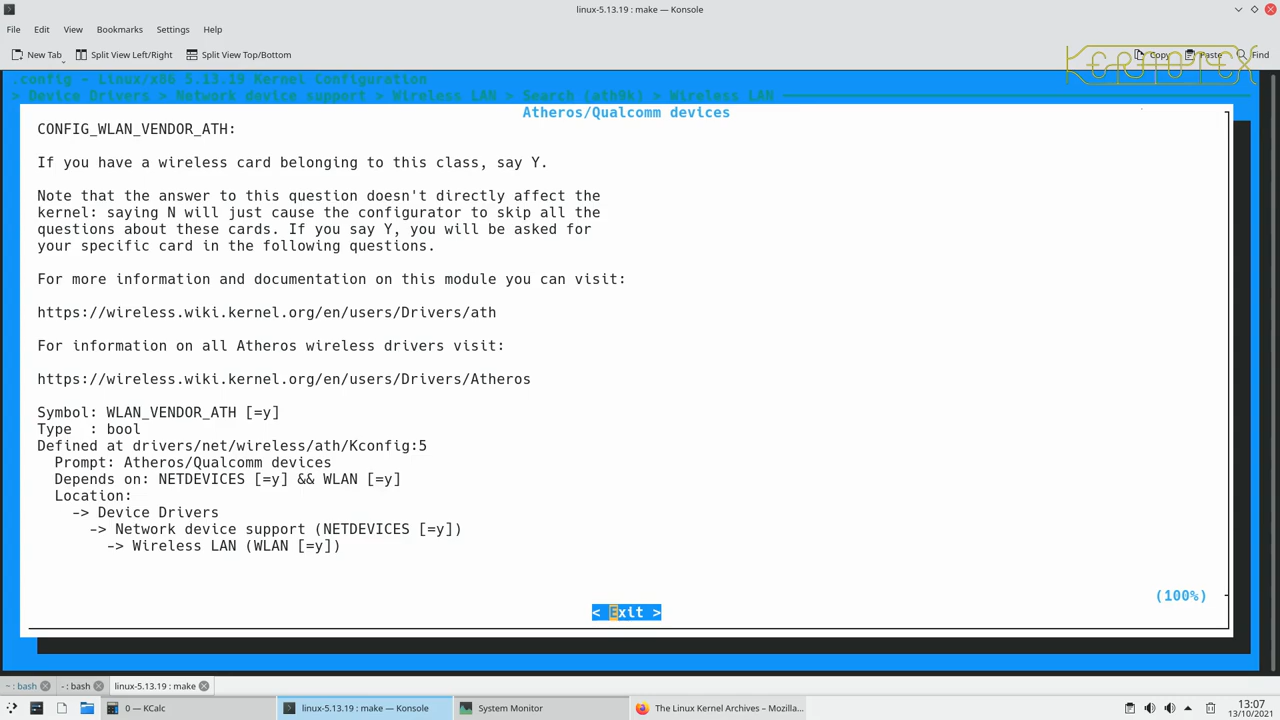 linux-5.13.19 : make — Konsole
File Edit View Bookmarks Settings Help
New Tab Split View Left/Right Split View Top/Bottom Copy Paste Find
KERNOTEX
.config - Linux/x86 5.13.19 Kernel Configuration
> Device Drivers > Network device support > Wireless LAN > Search (ath9k) > Wireless LAN
Atheros/Qualcomm devices
CONFIG_WLAN_VENDOR_ATH:
If you have a wireless card belonging to this class, say Y.
Note that the answer to this question doesn't directly affect the
kernel: saying N will just cause the configurator to skip all the
questions about these cards. If you say Y, you will be asked for
your specific card in the following questions.
For more information and documentation on this module you can visit:
https://wireless.wiki.kernel.org/en/users/Drivers/ath
For information on all Atheros wireless drivers visit:
https://wireless.wiki.kernel.org/en/users/Drivers/Atheros
Symbol: WLAN_VENDOR_ATH [=y]
Type  : bool
Defined at drivers/net/wireless/ath/Kconfig:5
Prompt: Atheros/Qualcomm devices
Depends on: NETDEVICES [=y] && WLAN [=y]
Location:
-> Device Drivers
-> Network device support (NETDEVICES [=y])
-> Wireless LAN (WLAN [=y])
(100%)
< Exit >
~ : bash - : bash linux-5.13.19 : make
0 — KCalc linux-5.13.19 : make — Konsole System Monitor The Linux Kernel Archives – Mozilla... 13:07
13/10/2021